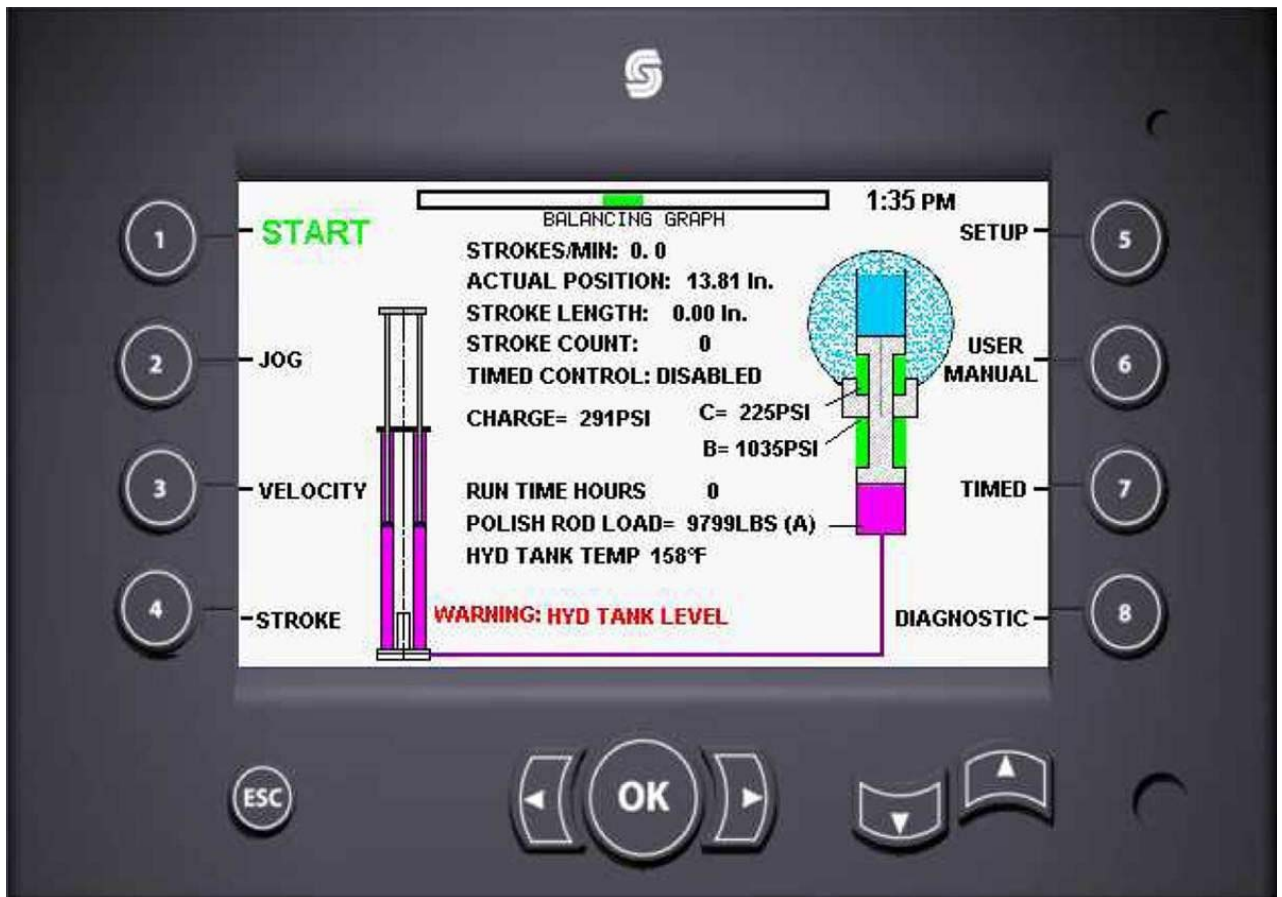 1:35 PM
BALANCING GRAPH
1
START
SETUP
5
STROKES/MIN: 0. 0
ACTUAL POSITION: 13.81 In.
STROKE LENGTH: 0.00 In.
STROKE COUNT: 0
TIMED CONTROL: DISABLED
2
JOG
USER
MANUAL
6
CHARGE= 291PSI
C= 225PSI
B= 1035PSI
3
VELOCITY
RUN TIME HOURS 0
TIMED
7
POLISH ROD LOAD= 9799LBS (A)
HYD TANK TEMP 158°F
4
STROKE
WARNING: HYD TANK LEVEL
DIAGNOSTIC
8
ESC
OK